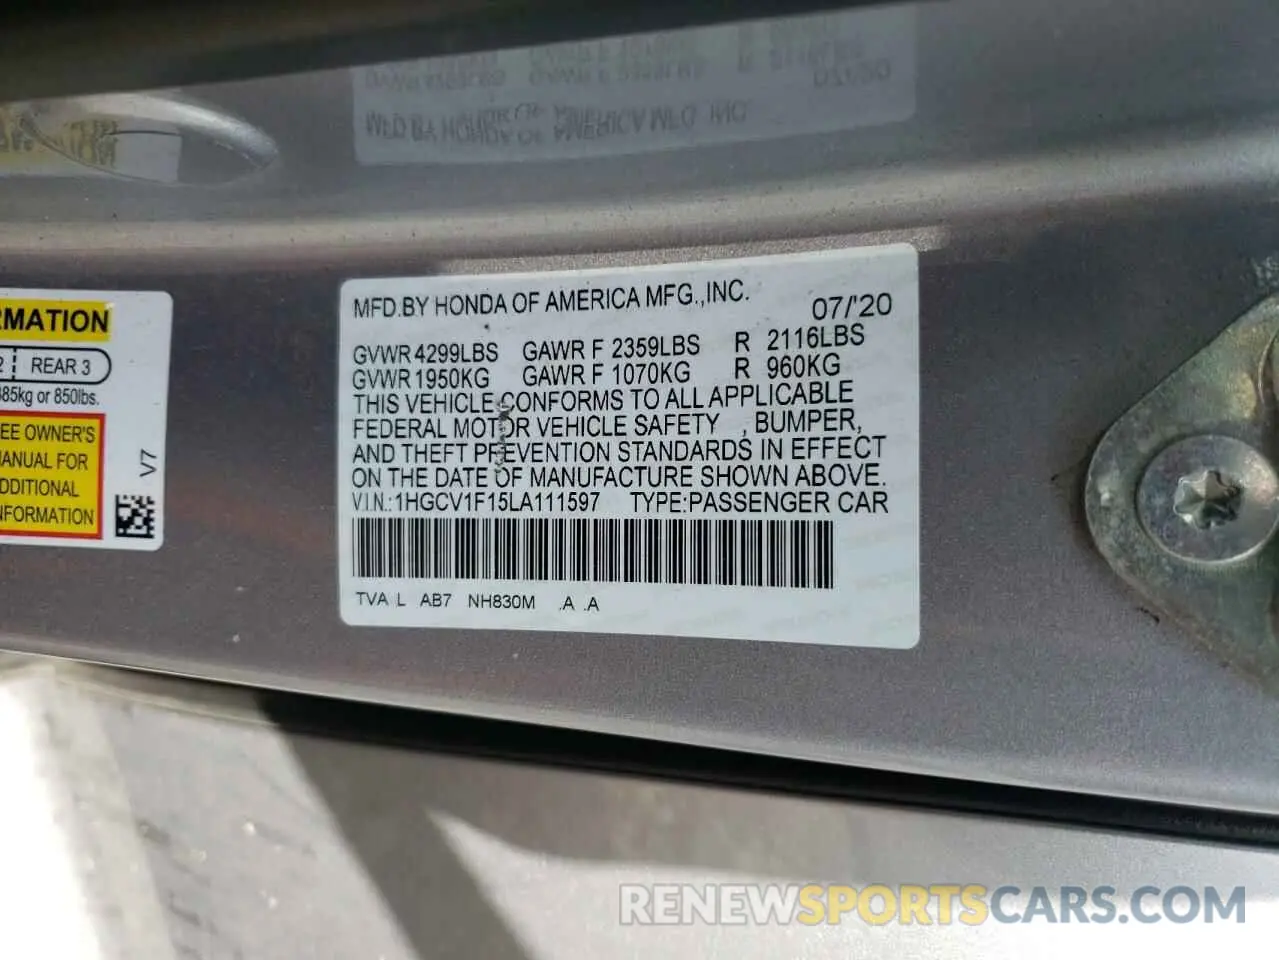 MFD.BY HONDA OF AMERICA MFG.,INC. 07/'20
GVWR 4299LBS GAWR F 2359LBS R 2116LBS
GVWR 1950KG GAWR F 1070KG R 960KG
THIS VEHICLE CONFORMS TO ALL APPLICABLE
FEDERAL MOTOR VEHICLE SAFETY , BUMPER,
AND THEFT PREVENTION STANDARDS IN EFFECT
ON THE DATE OF MANUFACTURE SHOWN ABOVE.
V.I.N.:1HGCV1F15LA111597 TYPE:PASSENGER CAR
TVA L AB7 NH830M .A .A
RMATION
2 REAR 3
385kg or 850lbs.
EE OWNER'S
MANUAL FOR
DDITIONAL
NFORMATION
V7
RENEWSPORTSCARS.COM